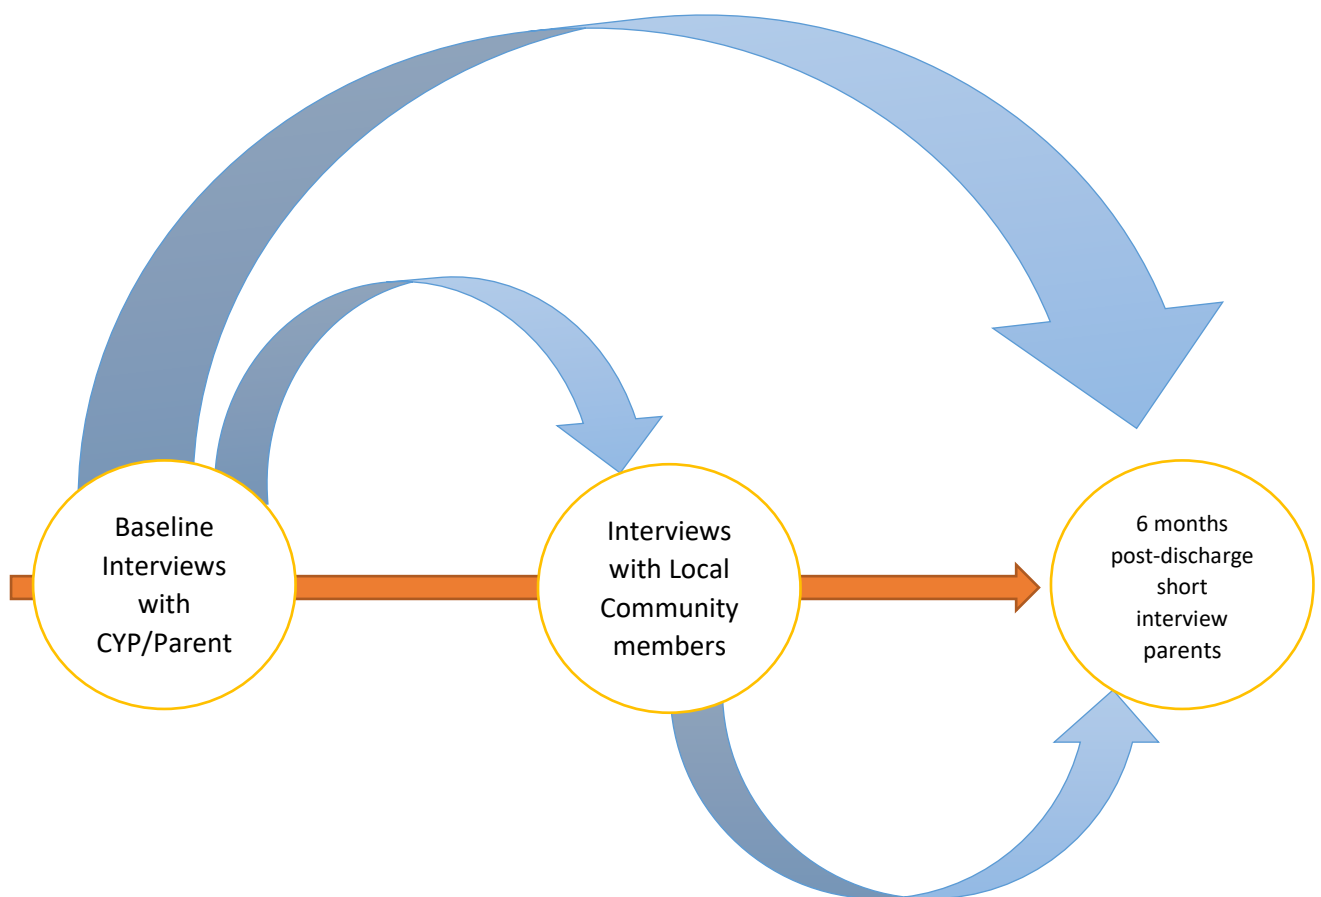 Baseline
Interviews
with
CYP/Parent
Interviews
with Local
Community
members
6 months
post-discharge
short
interview
parents